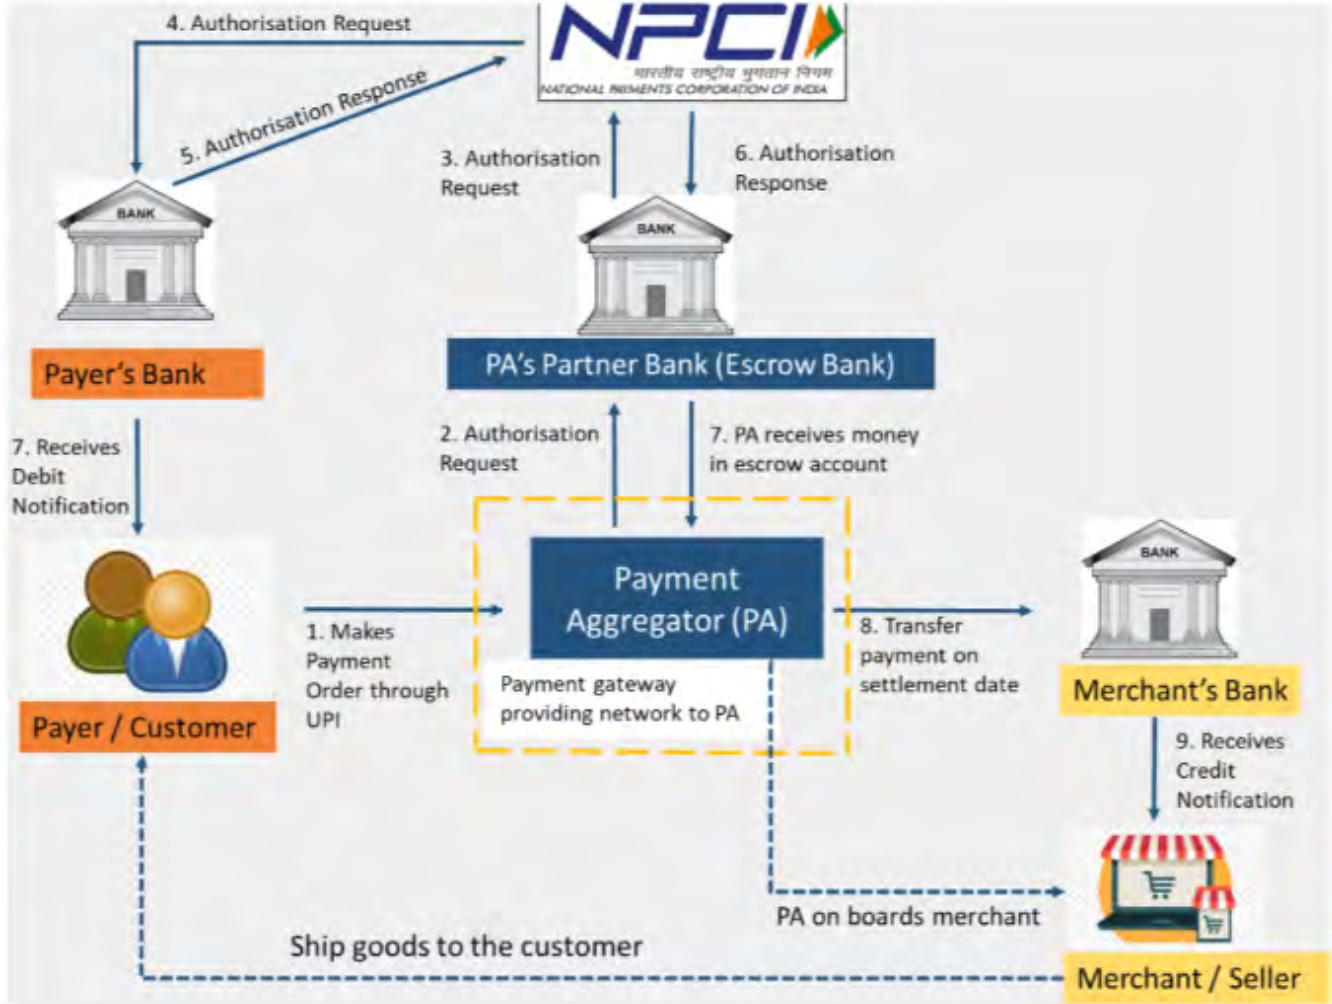 4. Authorisation Request
NPCI
भारतीय राष्ट्रीय भुगतान निगम
NATIONAL PAYMENTS CORPORATION OF INDIA
5. Authorisation Response
3. Authorisation
Request
6. Authorisation
Response
BANK
BANK
Payer's Bank
PA's Partner Bank (Escrow Bank)
7. Receives
Debit
Notification
2. Authorisation
Request
7. PA receives money
in escrow account
BANK
Payment
Aggregator (PA)
1. Makes
Payment
Order through
UPI
Payment gateway
providing network to PA
8. Transfer
payment on
settlement date
Merchant's Bank
Payer / Customer
9. Receives
Credit
Notification
PA on boards merchant
Ship goods to the customer
Merchant / Seller